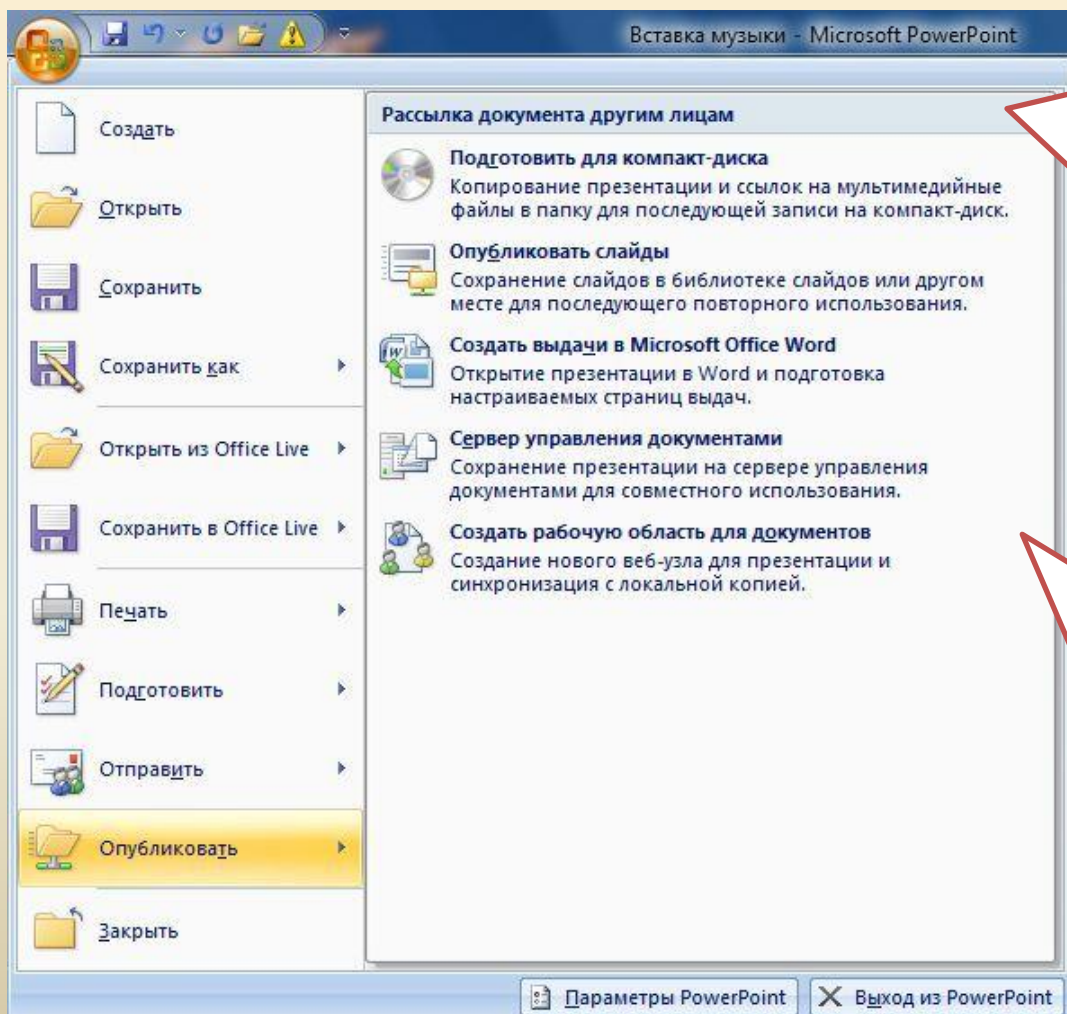 Вставка музыки - Microsoft PowerPoint
Создать
Открыть
Сохранить
Сохранить как
Открыть из Office Live
Сохранить в Office Live
Печать
Подготовить
Отправить
Опубликовать
Закрыть
Рассылка документа другим лицам
Подготовить для компакт-диска
Копирование презентации и ссылок на мультимедийные
файлы в папку для последующей записи на компакт-диск.
Опубликовать слайды
Сохранение слайдов в библиотеке слайдов или другом
месте для последующего повторного использования.
Создать выдачи в Microsoft Office Word
Открытие презентации в Word и подготовка
настраиваемых страниц выдач.
Сервер управления документами
Сохранение презентации на сервере управления
документами для совместного использования.
Создать рабочую область для документов
Создание нового веб-узла для презентации и
синхронизация с локальной копией.
Параметры PowerPoint
Выход из PowerPoint